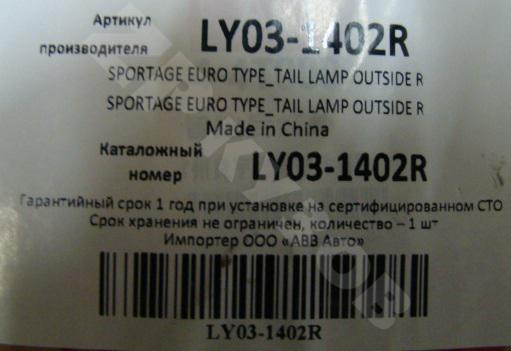 Артикул
производителя LY03-1402R
SPORTAGE EURO TYPE_TAIL LAMP OUTSIDE R
SPORTAGE EURO TYPE_TAIL LAMP OUTSIDE R
Made in China
Каталожный
номер LY03-1402R
Гарантийный срок 1 год при установке на сертифицированном СТО
Срок хранения не ограничен, количество – 1 шт
Импортер ООО «АВВ Авто»
LY03-1402R